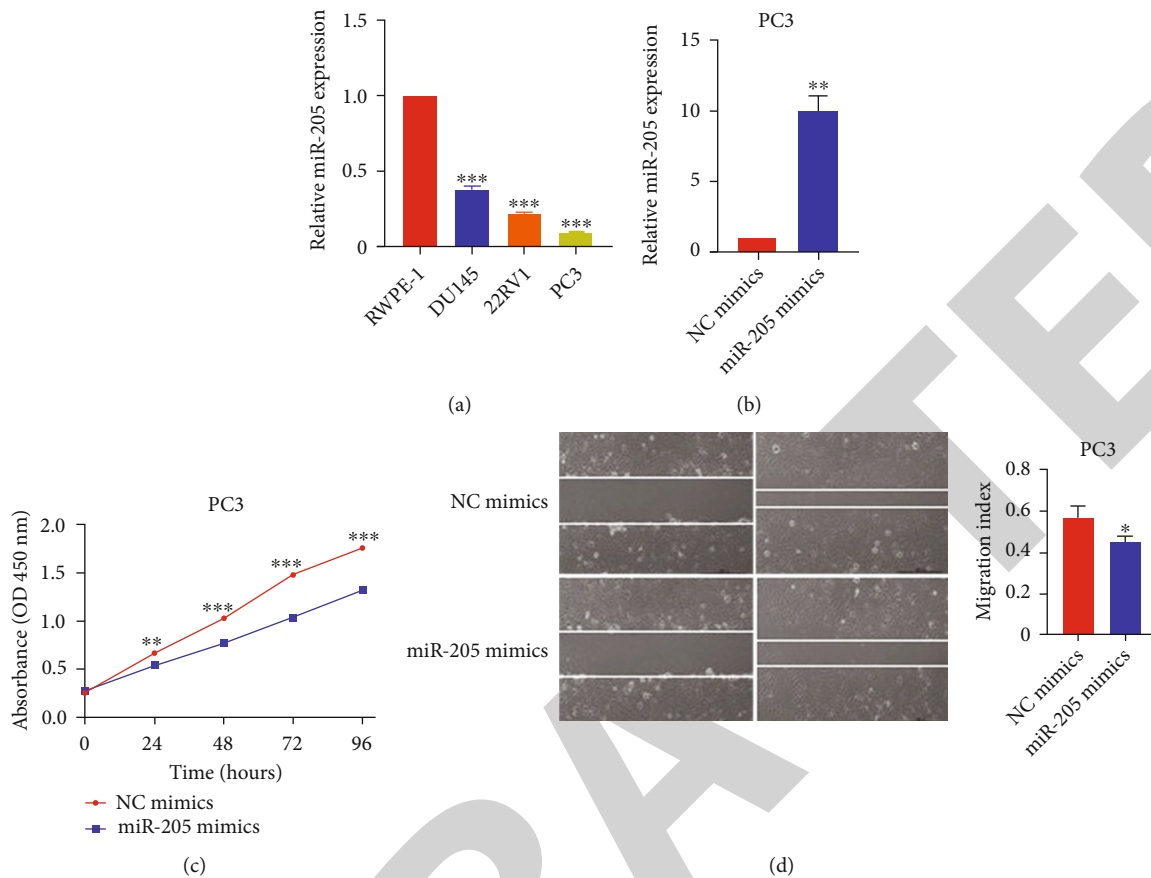 Relative miR-205 expression
1.5
1.0
0.5
0
***
***
***
RWPE-1
DU145
22RV1
PC3
(a)
PC3
Relative miR-205 expression
15
10
5
0
**
NC mimics
miR-205 mimics
(b)
PC3
Absorbance (OD 450 nm)
2.0
1.5
1.0
0.5
0.0
**
***
***
***
0
24
48
72
96
Time (hours)
NC mimics
miR-205 mimics
(c)
NC mimics
miR-205 mimics
PC3
Migration index
0.8
0.6
0.4
0.2
0
*
NC mimics
miR-205 mimics
(d)